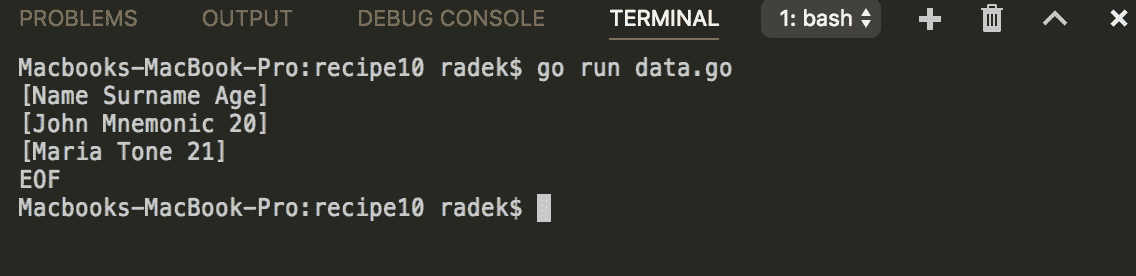 PROBLEMS OUTPUT DEBUG CONSOLE TERMINAL 1: bash
Macbooks-MacBook-Pro:recipe10 radek$ go run data.go
[Name Surname Age]
[John Mnemonic 20]
[Maria Tone 21]
EOF
Macbooks-MacBook-Pro:recipe10 radek$